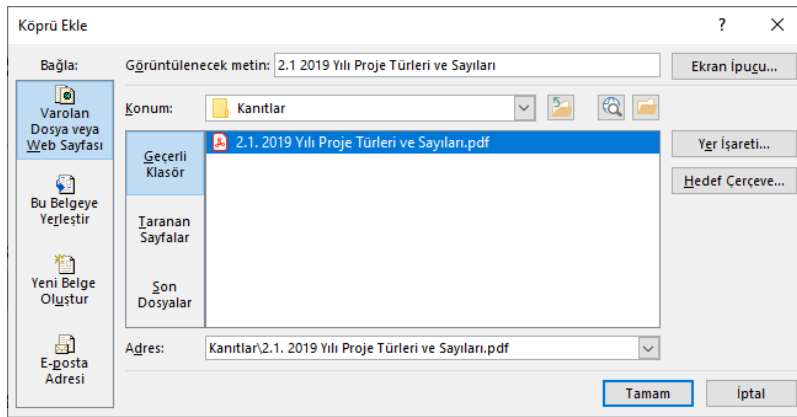 Köprü Ekle
Bağla:
Görüntülenecek metin: 2.1 2019 Yılı Proje Türleri ve Sayıları
Ekran İpucu...
Varolan
Dosya veya
Web Sayfası
Konum:
Kanıtlar
Geçerli
Klasör
2.1. 2019 Yılı Proje Türleri ve Sayıları.pdf
Yer İşareti...
Hedef Çerçeve...
Bu Belgeye
Yerleştir
Taranan
Sayfalar
Yeni Belge
Oluştur
Son
Dosyalar
E-posta
Adresi
Adres:
Kanıtlar\2.1. 2019 Yılı Proje Türleri ve Sayıları.pdf
Tamam
İptal